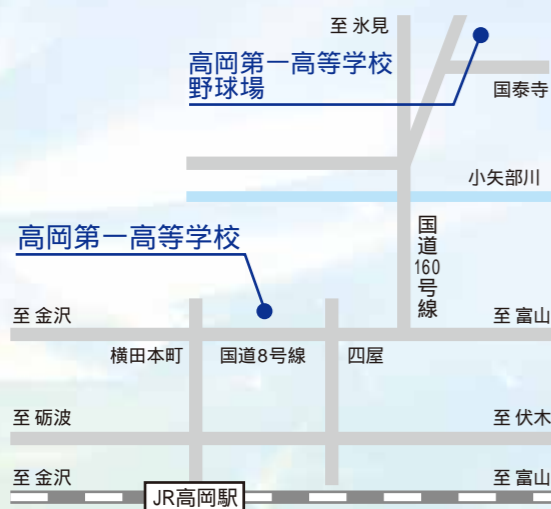 至 氷見
高岡第一高等学校
野球場
国泰寺
小矢部川
高岡第一高等学校
国道160号線
至 金沢
至 富山
横田本町
国道8号線
四屋
至 砺波
至 伏木
至 金沢
至 富山
JR高岡駅